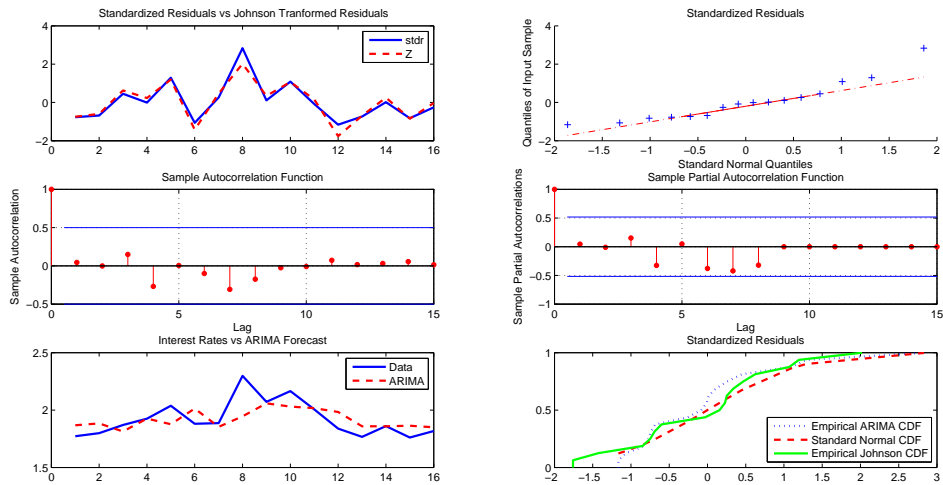 Standardized Residuals vs Johnson Tranformed Residuals
4
2
0
−2
0 2 4 6 8 10 12 14 16
stdr
Z
Standardized Residuals
Quantiles of Input Sample
4
2
0
−2
−2 −1.5 −1 −0.5 0 0.5 1 1.5 2
Standard Normal Quantiles
Sample Autocorrelation Function
Sample Autocorrelation
1
0.5
0
−0.5
0 5 10 15
Lag
Sample Partial Autocorrelation Function
Sample Partial Autocorrelations
1
0.5
0
−0.5
−1
0 5 10 15
Lag
Interest Rates vs ARIMA Forecast
2.5
2
1.5
0 2 4 6 8 10 12 14 16
Data
ARIMA
Standardized Residuals
1
0.5
0
−2 −1.5 −1 −0.5 0 0.5 1 1.5 2 2.5 3
Empirical ARIMA CDF
Standard Normal CDF
Empirical Johnson CDF